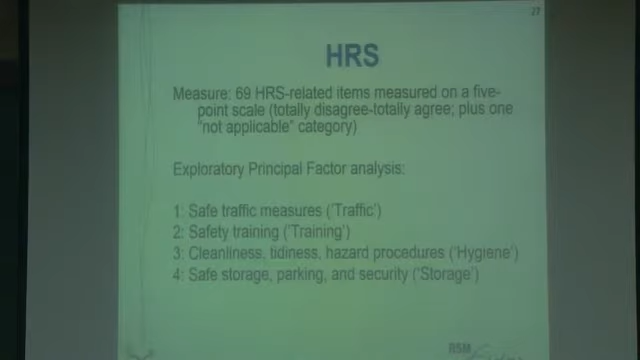 27
HRS
Measure: 69 HRS-related items measured on a five-
point scale (totally disagree-totally agree; plus one
"not applicable" category)
Exploratory Principal Factor analysis:
1: Safe traffic measures ('Traffic')
2: Safety training ('Training')
3: Cleanliness, tidiness, hazard procedures ('Hygiene')
4: Safe storage, parking, and security ('Storage')
RSM